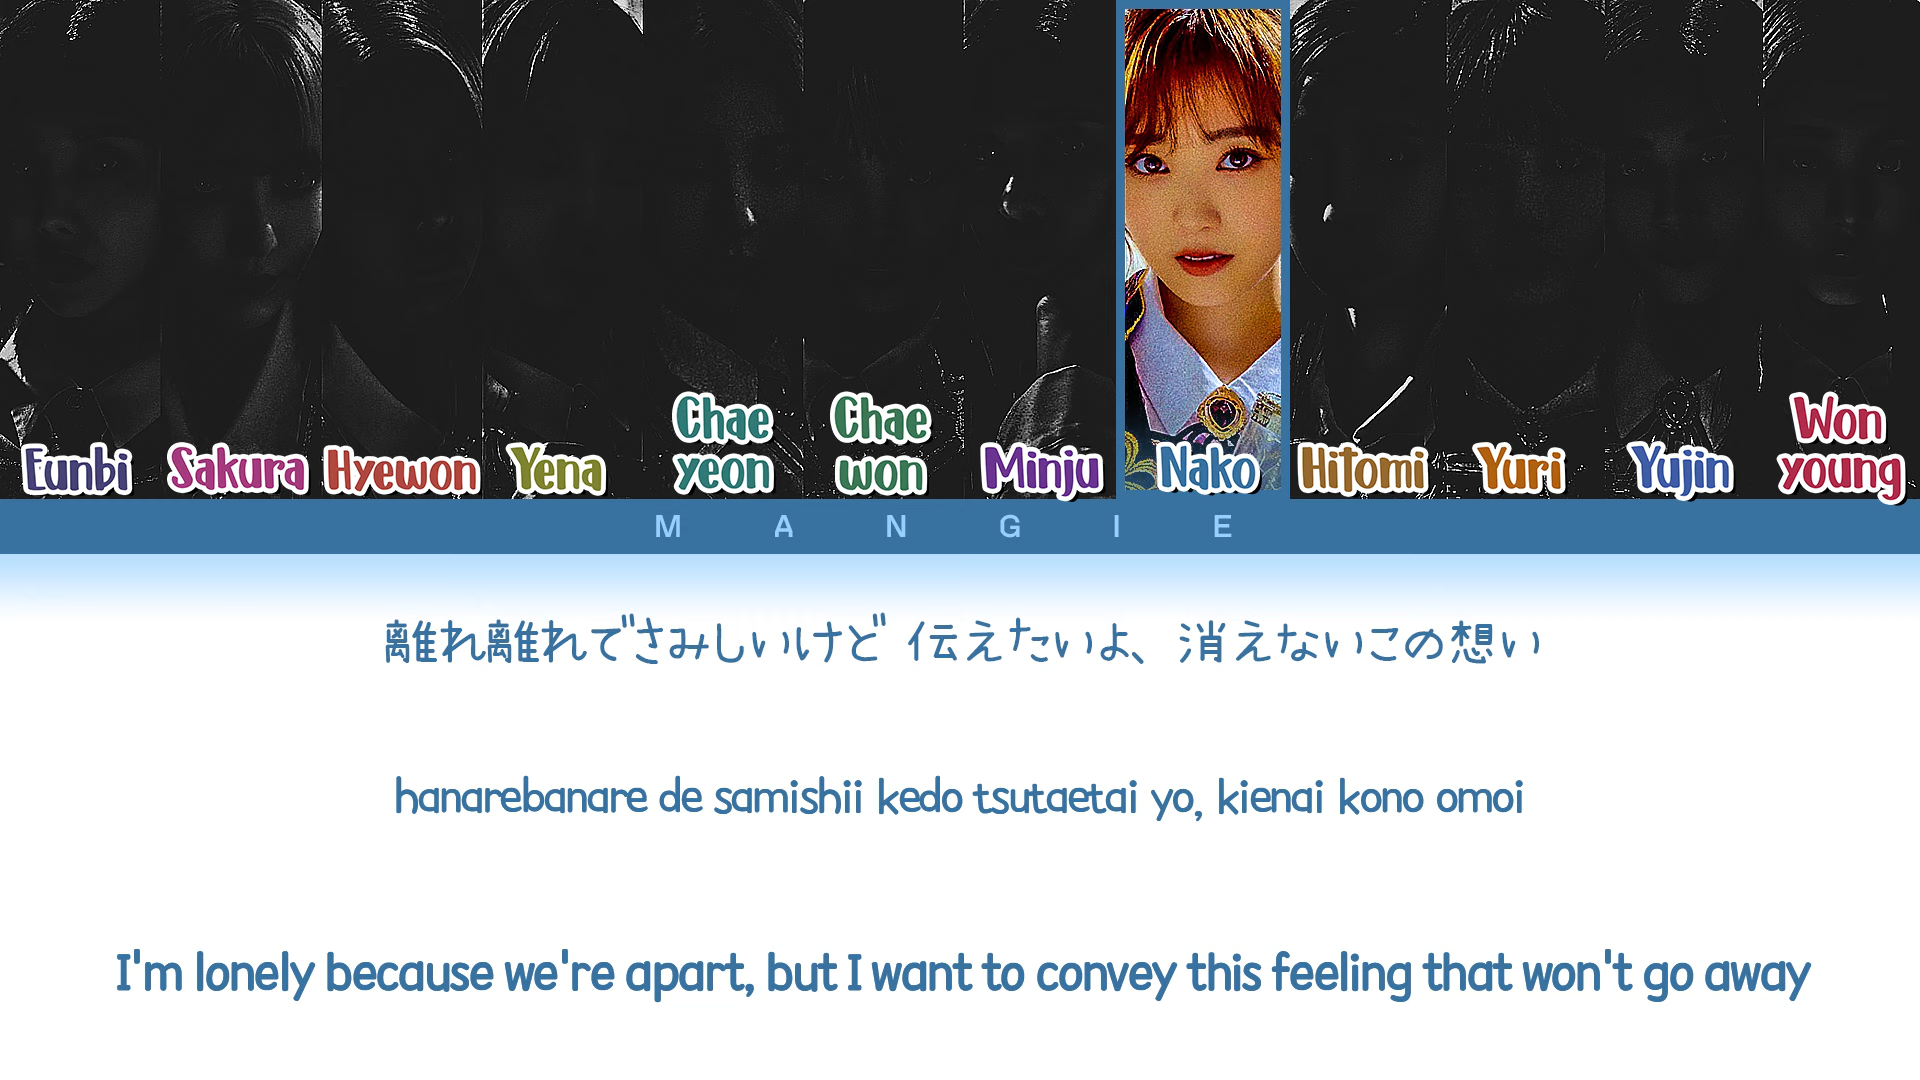 Eunbi
Sakura
Hyewon
Yena
Chae
yeon
Chae
won
Minju
Nako
Hitomi
Yuri
Yujin
Won
young
M A N G I E
離れ離れでさみしいけど 伝えたいよ、消えないこの想い
hanarebanare de samishii kedo tsutaetai yo, kienai kono omoi
I'm lonely because we're apart, but I want to convey this feeling that won't go away